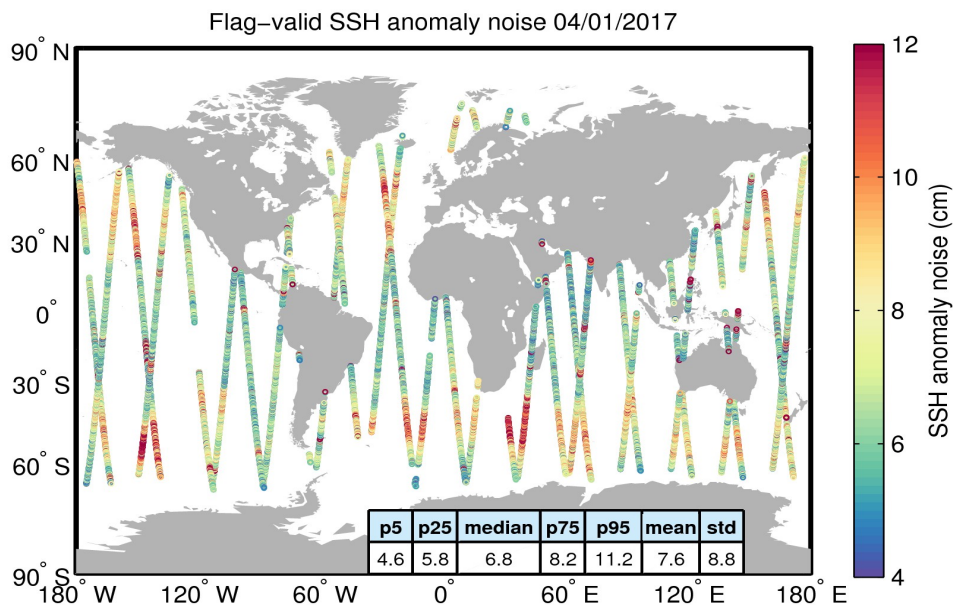 Flag–valid SSH anomaly noise 04/01/2017
90° N
60° N
30° N
0°
30° S
60° S
90° S
180° W
120° W
60° W
0°
60° E
120° E
180° E
p5 p25 median p75 p95 mean std
4.6 5.8 6.8 8.2 11.2 7.6 8.8
12
10
8
6
4
SSH anomaly noise (cm)